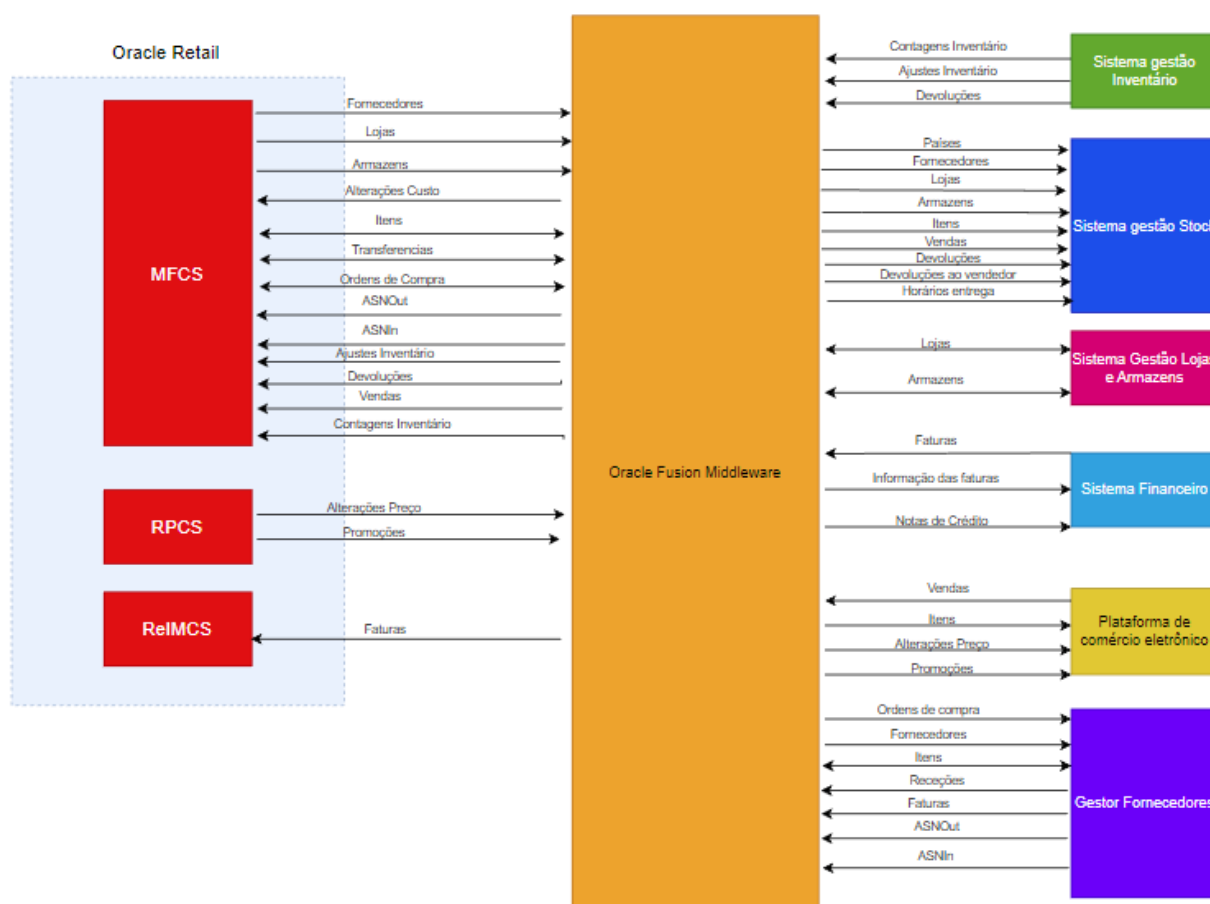 Oracle Retail
MFCS
RPCS
ReIMCS
Fornecedores
Lojas
Armazens
Alterações Custo
Itens
Transferencias
Ordens de Compra
ASNOut
ASNIn
Ajustes Inventário
Devoluções
Vendas
Contagens Inventário
Alterações Preço
Promoções
Faturas
Oracle Fusion Middleware
Contagens Inventário
Ajustes Inventário
Devoluções
Sistema gestão
Inventário
Países
Fornecedores
Lojas
Armazens
Itens
Vendas
Devoluções
Devoluções ao vendedor
Horários entrega
Sistema gestão Stock
Lojas
Armazens
Sistema Gestão Lojas
e Armazens
Faturas
Informação das faturas
Notas de Crédito
Sistema Financeiro
Vendas
Itens
Alterações Preço
Promoções
Plataforma de
comércio eletrônico
Ordens de compra
Fornecedores
Itens
Receções
Faturas
ASNOut
ASNIn
Gestor Fornecedores